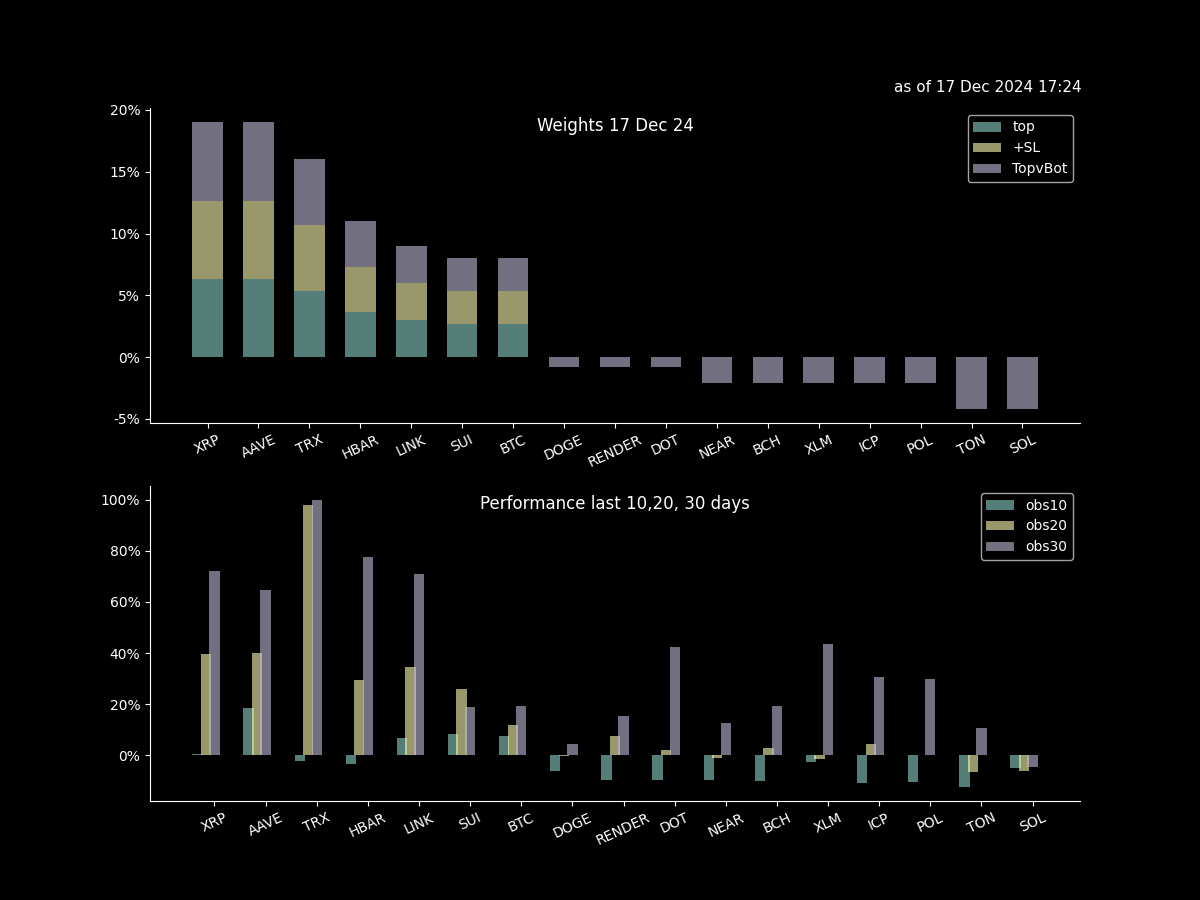 as of 17 Dec 2024 17:24
Weights 17 Dec 24
top
+SL
TopvBot
20%
15%
10%
5%
0%
-5%
XRP AAVE TRX HBAR LINK SUI BTC DOGE RENDER DOT NEAR BCH XLM ICP POL TON SOL
Performance last 10,20, 30 days
obs10
obs20
obs30
100%
80%
60%
40%
20%
0%
XRP AAVE TRX HBAR LINK SUI BTC DOGE RENDER DOT NEAR BCH XLM ICP POL TON SOL